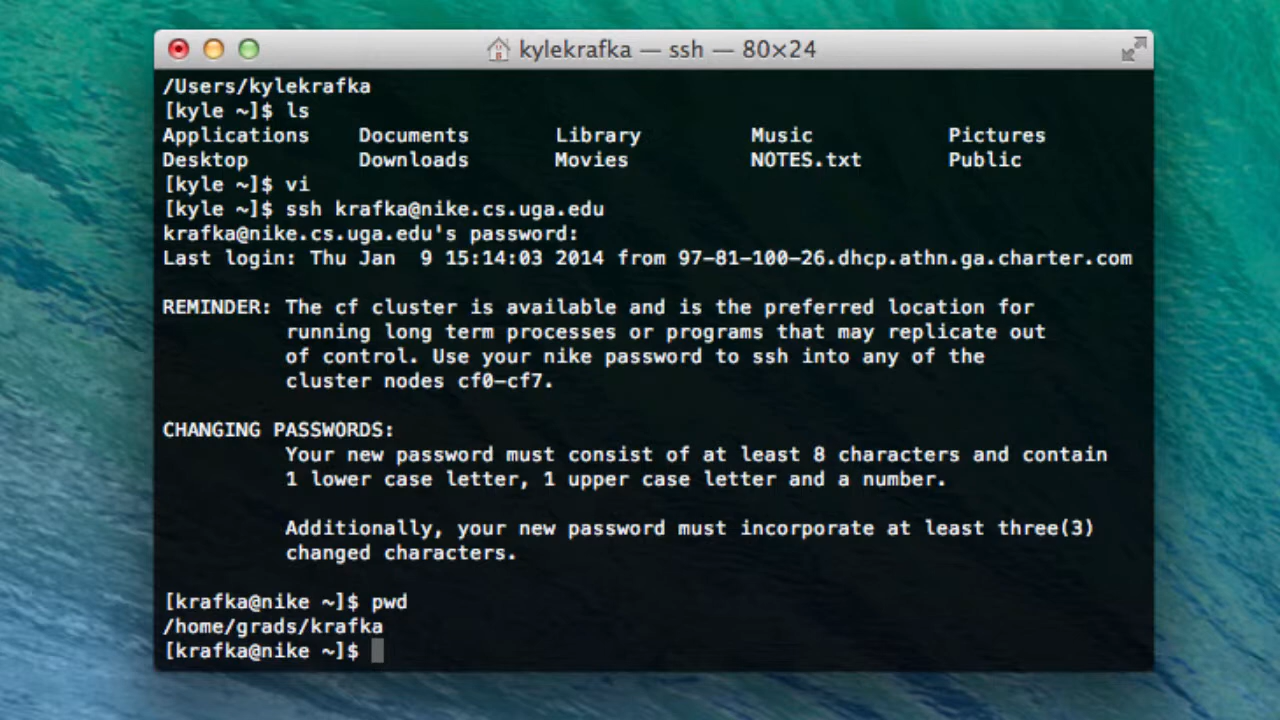 kylekrafka — ssh — 80×24
/Users/kylekrafka
[kyle ~]$ ls
Applications Documents Library Music Pictures
Desktop Downloads Movies NOTES.txt Public
[kyle ~]$ vi
[kyle ~]$ ssh krafka@nike.cs.uga.edu
krafka@nike.cs.uga.edu's password:
Last login: Thu Jan  9 15:14:03 2014 from 97-81-100-26.dhcp.athn.ga.charter.com
REMINDER: The cf cluster is available and is the preferred location for
running long term processes or programs that may replicate out
of control. Use your nike password to ssh into any of the
cluster nodes cf0-cf7.
CHANGING PASSWORDS:
Your new password must consist of at least 8 characters and contain
1 lower case letter, 1 upper case letter and a number.
Additionally, your new password must incorporate at least three(3)
changed characters.
[krafka@nike ~]$ pwd
/home/grads/krafka
[krafka@nike ~]$